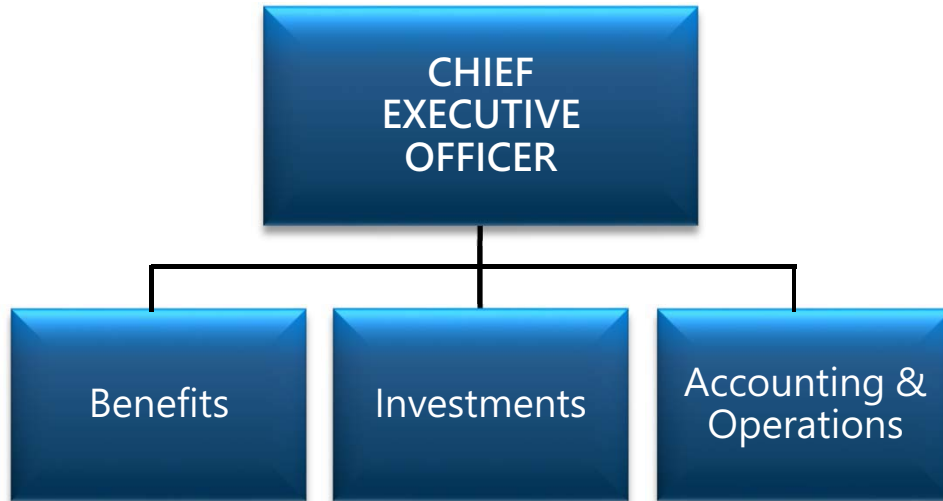 CHIEF
EXECUTIVE
OFFICER
Benefits
Investments
Accounting &
Operations